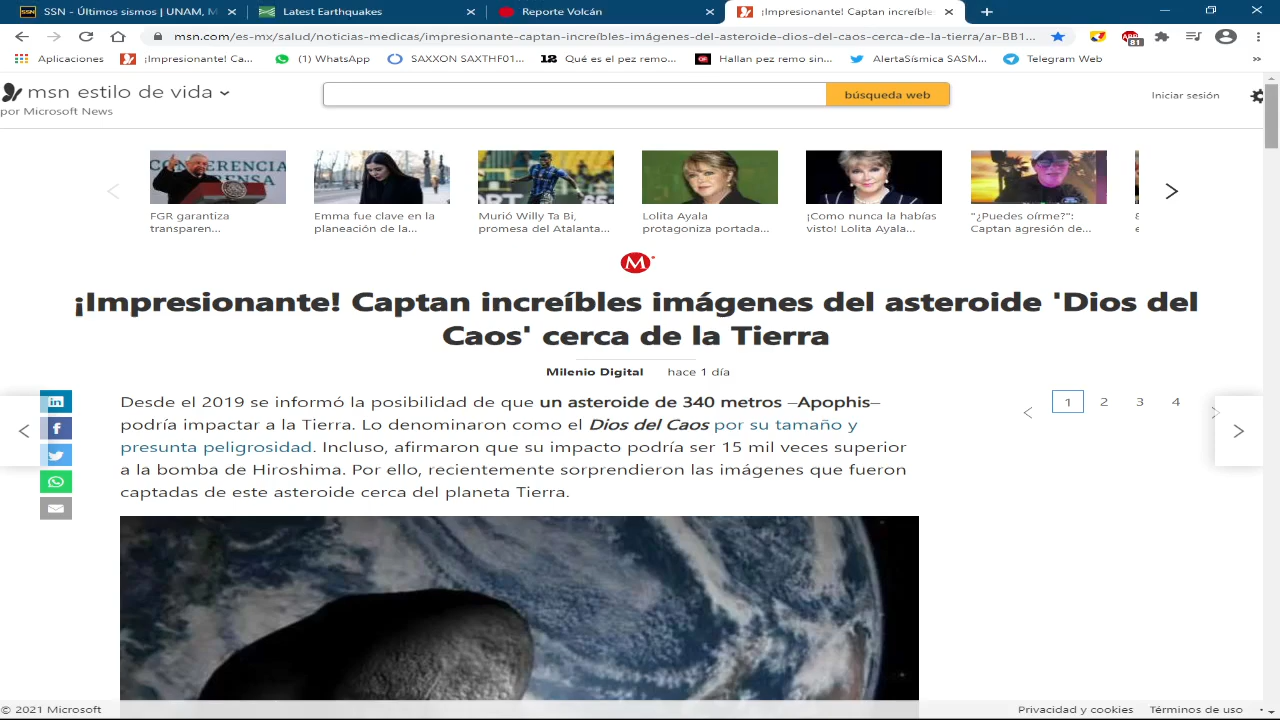 SSN - Últimos sismos | UNAM, M
Latest Earthquakes
Reporte Volcán
¡Impresionante! Captan increíble
msn.com/es-mx/salud/noticias-medicas/impresionante-captan-increíbles-imágenes-del-asteroide-dios-del-caos-cerca-de-la-tierra/ar-BB1...
81
Aplicaciones
¡Impresionante! Ca...
(1) WhatsApp
SAXXON SAXTHF01...
12 Qué es el pez remo...
Hallan pez remo sin...
AlertaSísmica SASM...
Telegram Web
»
msn estilo de vida
por Microsoft News
búsqueda web
Iniciar sesión
CONFERENCIA
FGR garantiza
transparen...
Emma fue clave en la
planeación de la...
Murió Willy Ta Bi,
promesa del Atalanta...
Lolita Ayala
protagoniza portada...
¡Como nunca la habías
visto! Lolita Ayala...
"¿Puedes oírme?":
Captan agresión de...
M
¡Impresionante! Captan increíbles imágenes del asteroide 'Dios del
Caos' cerca de la Tierra
Milenio Digital hace 1 día
Desde el 2019 se informó la posibilidad de que un asteroide de 340 metros –Apophis–
podría impactar a la Tierra. Lo denominaron como el Dios del Caos por su tamaño y
presunta peligrosidad. Incluso, afirmaron que su impacto podría ser 15 mil veces superior
a la bomba de Hiroshima. Por ello, recientemente sorprendieron las imágenes que fueron
captadas de este asteroide cerca del planeta Tierra.
1 2 3 4
© 2021 Microsoft
Privacidad y cookies
Términos de uso